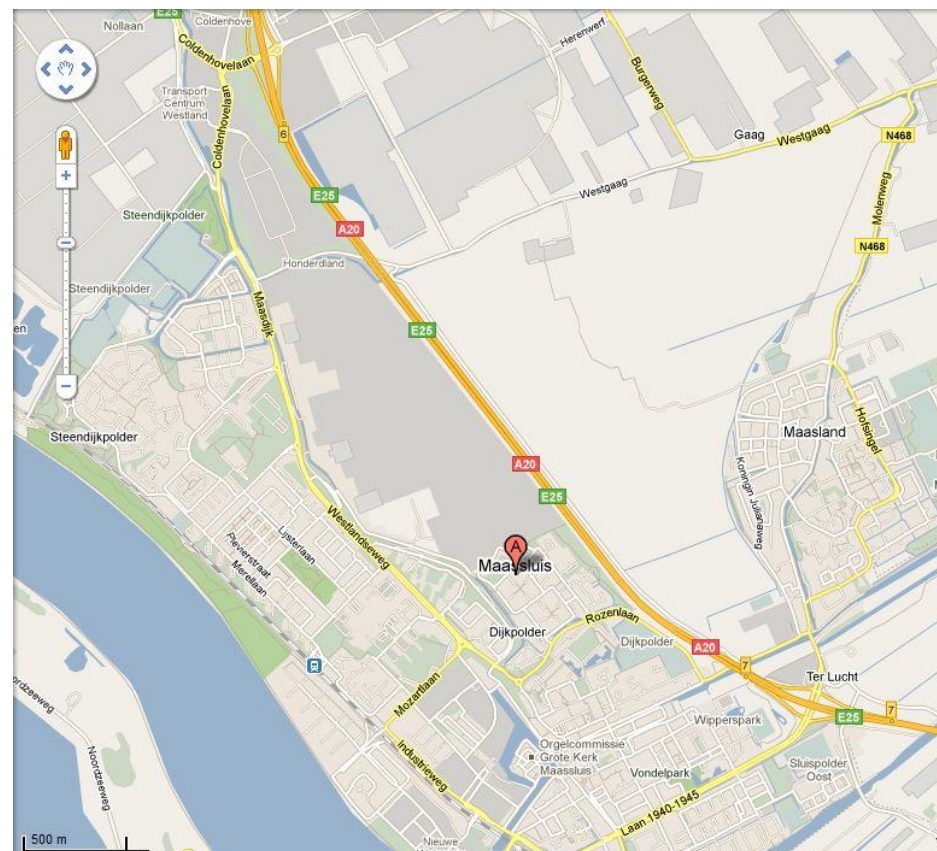 E25
Nollaan
Coldenhove
Coldenhovelaan
Herenwerf
Burgerweg
Transport
Centrum
Westland
Coldenhovelaan
6
Gaag
Westgaag
N468
Molenweg
E25
Westgaag
Steendijkpolder
A20
N468
Honderdland
Steendijkpolder
Maasdijk
E25
en
Steendijkpolder
Maasland
Hofsingel
A20
Koningin Julianaweg
E25
Westlandseweg
Lijsterlaan
Plevierstraat
Merellaan
A
Maassluis
Rozenlaan
Dijkpolder
Dijkpolder
A20
7
Ter Lucht
Mozartlaan
7
E25
Wipperspark
ordzeeweg
Noordzeeweg
Industrieweg
Orgelcommissie
Grote Kerk
Maassluis
Vondelpark
Sluispolder
Oost
Laan 1940-1945
500 m
Nieuwe